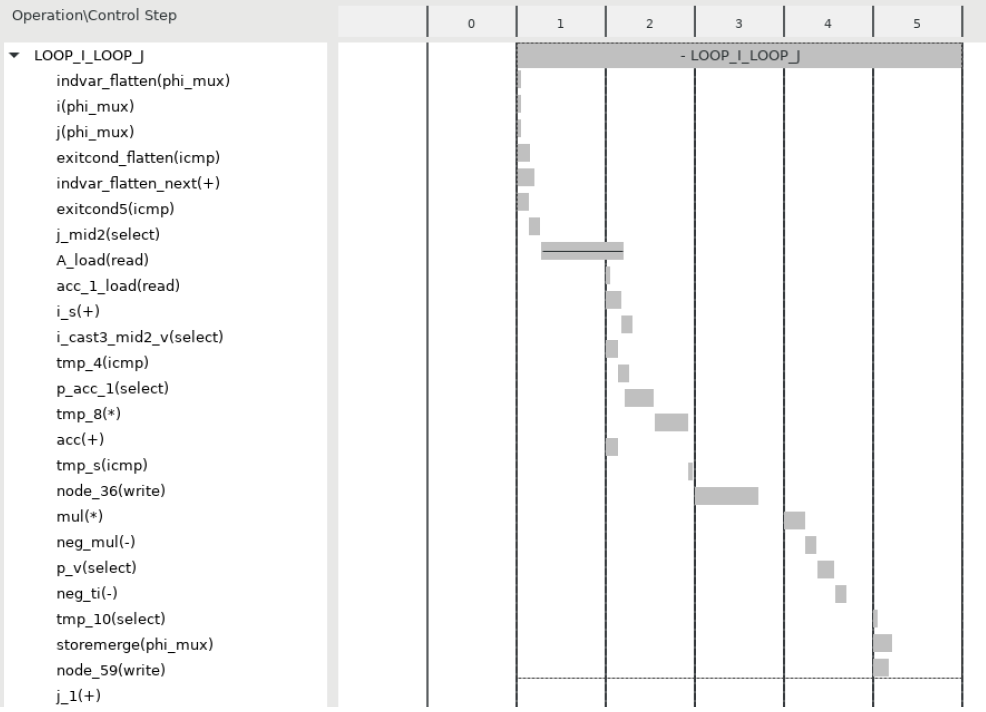 Operation\Control Step
0 1 2 3 4 5
LOOP_I_LOOP_J - LOOP_I_LOOP_J
indvar_flatten(phi_mux)
i(phi_mux)
j(phi_mux)
exitcond_flatten(icmp)
indvar_flatten_next(+)
exitcond5(icmp)
j_mid2(select)
A_load(read)
acc_1_load(read)
i_s(+)
i_cast3_mid2_v(select)
tmp_4(icmp)
p_acc_1(select)
tmp_8(*)
acc(+)
tmp_s(icmp)
node_36(write)
mul(*)
neg_mul(-)
p_v(select)
neg_ti(-)
tmp_10(select)
storemerge(phi_mux)
node_59(write)
j_1(+)